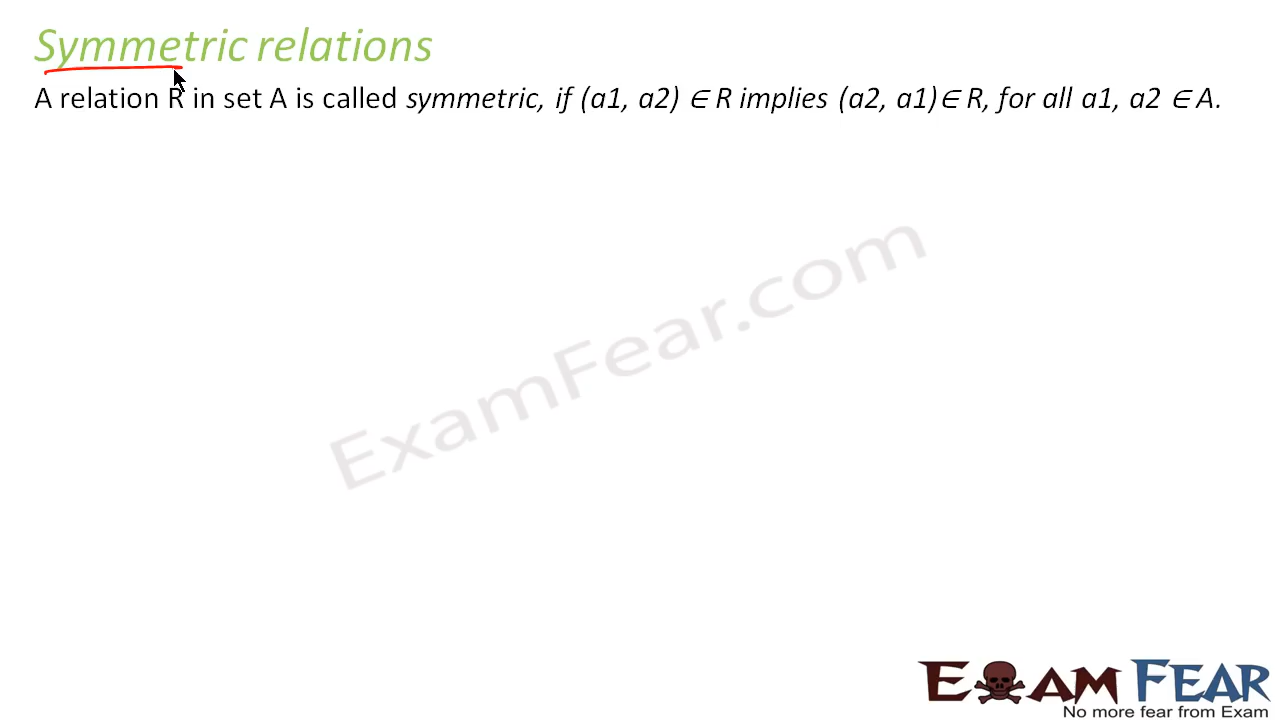 Symmetric relations
A relation R in set A is called symmetric, if (a1, a2) ∈ R implies (a2, a1)∈ R, for all a1, a2 ∈ A.
ExamFear.com
EXAM FEAR
No more fear from Exam